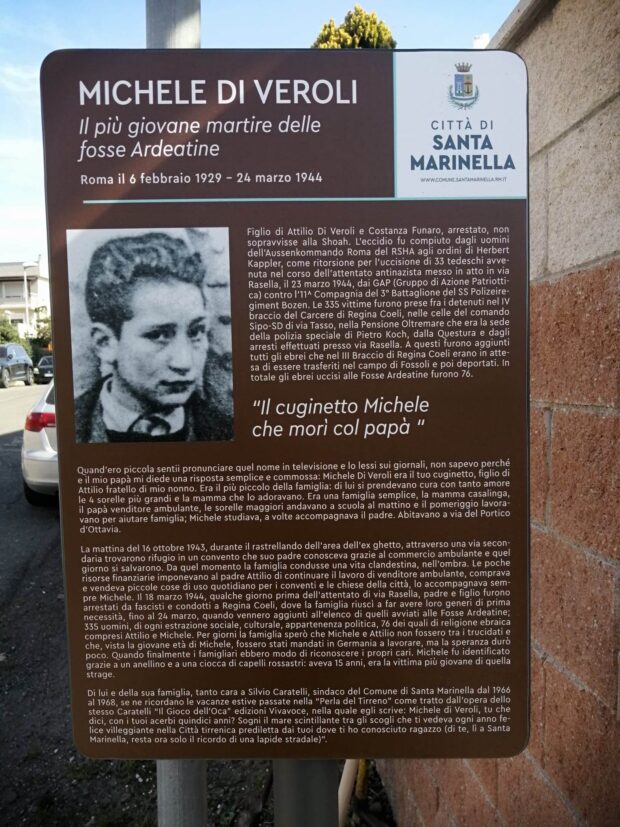 MICHELE DI VEROLI
Il più giovane martire delle
fosse Ardeatine
Roma il 6 febbraio 1929 – 24 marzo 1944
CITTÀ DI
SANTA
MARINELLA
WWW.COMUNE.SANTAMARINELLA.RM.IT
Figlio di Attilio Di Veroli e Costanza Funaro, arrestato, non
sopravvisse alla Shoah. L'eccidio fu compiuto dagli uomini
dell'Aussenkommando Roma del RSHA agli ordini di Herbert
Kappler, come ritorsione per l'uccisione di 33 tedeschi avve-
nuta nel corso dell'attentato antinazista messo in atto in via
Rasella, il 23 marzo 1944, dai GAP (Gruppo di Azione Patriotti-
ca) contro l'11^ Compagnia del 3° Battaglione del SS Polizeire-
giment Bozen. Le 335 vittime furono prese fra i detenuti nel IV
braccio del Carcere di Regina Coeli, nelle celle del comando
Sipo-SD di via Tasso, nella Pensione Oltremare che era la sede
della polizia speciale di Pietro Koch, dalla Questura e dagli
arresti effettuati presso via Rasella. A questi furono aggiunti
tutti gli ebrei che nel III Braccio di Regina Coeli erano in atte-
sa di essere trasferiti nel campo di Fossoli e poi deportati. In
totale gli ebrei uccisi alle Fosse Ardeatine furono 76.
"Il cuginetto Michele
che morì col papà "
Quand'ero piccola sentii pronunciare quel nome in televisione e lo lessi sui giornali, non sapevo perché
e il mio papà mi diede una risposta semplice e commossa: Michele Di Veroli era il tuo cuginetto, figlio di
Attilio fratello di mio nonno. Era il più piccolo della famiglia: di lui si prendevano cura con tanto amore
le 4 sorelle più grandi e la mamma che lo adoravano. Era una famiglia semplice, la mamma casalinga,
il papà venditore ambulante, le sorelle maggiori andavano a scuola al mattino e il pomeriggio lavora-
vano per aiutare famiglia; Michele studiava, a volte accompagnava il padre. Abitavano a via del Portico
d'Ottavia.
La mattina del 16 ottobre 1943, durante il rastrellando dell'area dell'ex ghetto, attraverso una via secon-
daria trovarono rifugio in un convento che suo padre conosceva grazie al commercio ambulante e quel
giorno si salvarono. Da quel momento la famiglia condusse una vita clandestina, nell'ombra. Le poche
risorse finanziarie imponevano al padre Attilio di continuare il lavoro di venditore ambulante, comprava
e vendeva piccole cose di uso quotidiano per i conventi e le chiese della città, lo accompagnava sem-
pre Michele. Il 18 marzo 1944, qualche giorno prima dell'attentato di via Rasella, padre e figlio furono
arrestati da fascisti e condotti a Regina Coeli, dove la famiglia riuscì a far avere loro generi di prima
necessità, fino al 24 marzo, quando vennero aggiunti all'elenco di quelli avviati alle Fosse Ardeatine;
335 uomini, di ogni estrazione sociale, culturale, appartenenza politica, 76 dei quali di religione ebraica
compresi Attilio e Michele. Per giorni la famiglia sperò che Michele e Attilio non fossero tra i trucidati e
che, vista la giovane età di Michele, fossero stati mandati in Germania a lavorare, ma la speranza durò
poco. Quando finalmente i famigliari ebbero modo di riconoscere i propri cari. Michele fu identificato
grazie a un anellino e a una ciocca di capelli rossastri: aveva 15 anni, era la vittima più giovane di quella
strage.
Di lui e della sua famiglia, tanto cara a Silvio Caratelli, sindaco del Comune di Santa Marinella dal 1966
al 1968, se ne ricordano le vacanze estive passate nella "Perla del Tirreno" come tratto dall'opera dello
stesso Caratelli "Il Gioco dell'Oca" edizioni Vivavoce, nella quale egli scrive: Michele di Veroli, tu che
dici, con i tuoi acerbi quindici anni? Sogni il mare scintillante tra gli scogli che ti vedeva ogni anno fe-
lice villeggiante nella Città tirrenica prediletta dai tuoi dove ti ho conosciuto ragazzo (di te, lì a Santa
Marinella, resta ora solo il ricordo di una lapide stradale)".